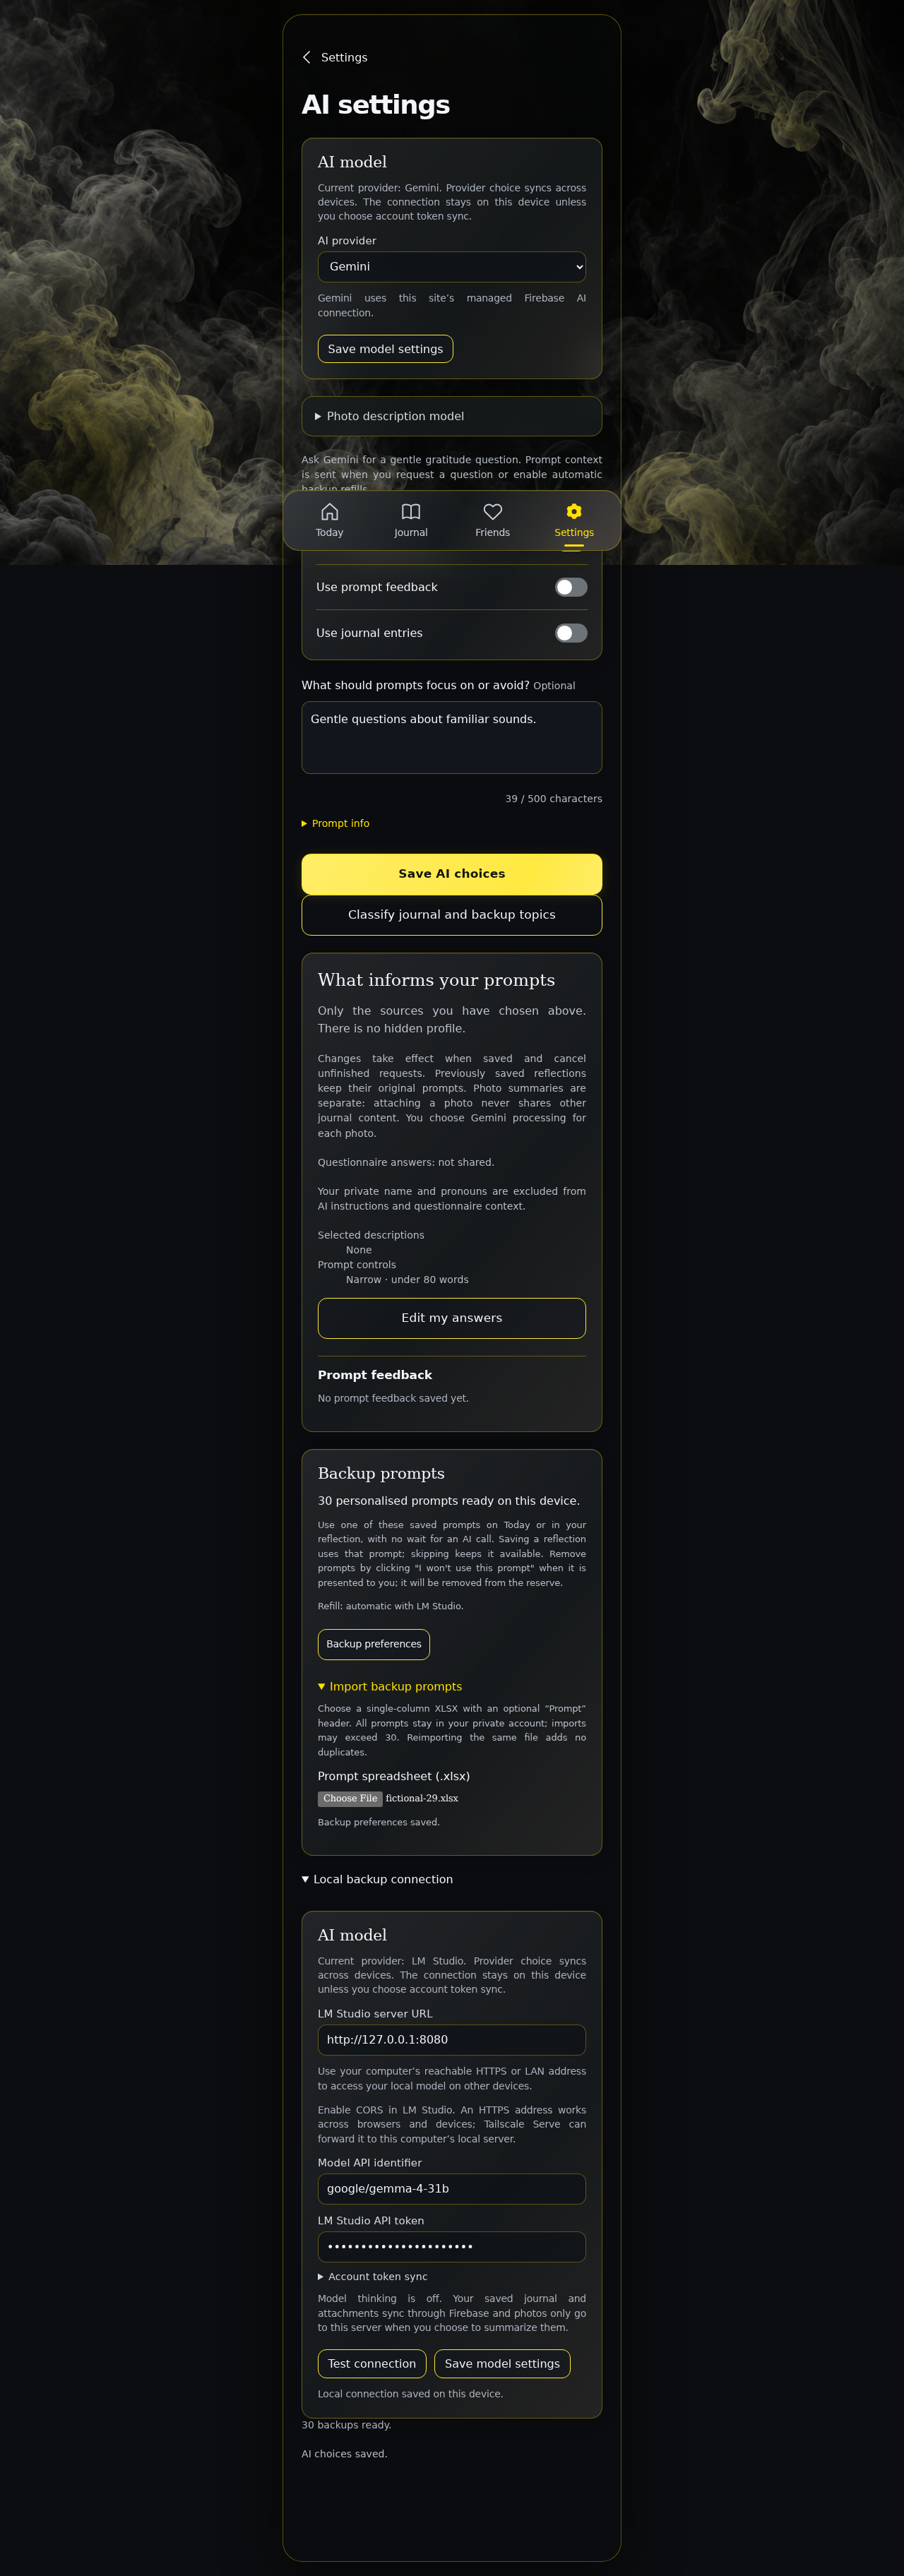 Settings
AI settings
AI model
Current provider: Gemini. Provider choice syncs across
devices. The connection stays on this device unless
you choose account token sync.
AI provider
Gemini
Gemini uses this site’s managed Firebase AI
connection.
Save model settings
Photo description model
Ask Gemini for a gentle gratitude question. Prompt context
is sent when you request a question or enable automatic
backup refills.
Today Journal Friends Settings
Use prompt feedback
Use journal entries
What should prompts focus on or avoid? Optional
Gentle questions about familiar sounds.
39 / 500 characters
Prompt info
Save AI choices
Classify journal and backup topics
What informs your prompts
Only the sources you have chosen above.
There is no hidden profile.
Changes take effect when saved and cancel
unfinished requests. Previously saved reflections
keep their original prompts. Photo summaries are
separate: attaching a photo never shares other
journal content. You choose Gemini processing for
each photo.
Questionnaire answers: not shared.
Your private name and pronouns are excluded from
AI instructions and questionnaire context.
Selected descriptions
None
Prompt controls
Narrow · under 80 words
Edit my answers
Prompt feedback
No prompt feedback saved yet.
Backup prompts
30 personalised prompts ready on this device.
Use one of these saved prompts on Today or in your
reflection, with no wait for an AI call. Saving a reflection
uses that prompt; skipping keeps it available. Remove
prompts by clicking "I won't use this prompt" when it is
presented to you; it will be removed from the reserve.
Refill: automatic with LM Studio.
Backup preferences
Import backup prompts
Choose a single-column XLSX with an optional “Prompt”
header. All prompts stay in your private account; imports
may exceed 30. Reimporting the same file adds no
duplicates.
Prompt spreadsheet (.xlsx)
Choose File fictional-29.xlsx
Backup preferences saved.
Local backup connection
AI model
Current provider: LM Studio. Provider choice syncs
across devices. The connection stays on this device
unless you choose account token sync.
LM Studio server URL
http://127.0.0.1:8080
Use your computer’s reachable HTTPS or LAN address
to access your local model on other devices.
Enable CORS in LM Studio. An HTTPS address works
across browsers and devices; Tailscale Serve can
forward it to this computer’s local server.
Model API identifier
google/gemma-4-31b
LM Studio API token
••••••••••••••••••••••
Account token sync
Model thinking is off. Your saved journal and
attachments sync through Firebase and photos only go
to this server when you choose to summarize them.
Test connection Save model settings
Local connection saved on this device.
30 backups ready.
AI choices saved.